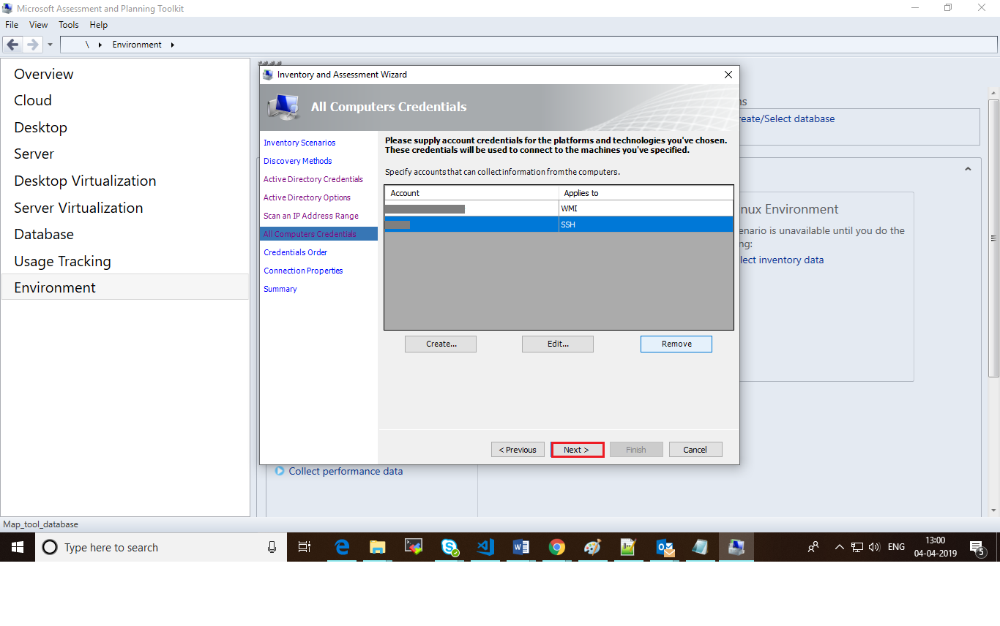 Microsoft Assessment and Planning Toolkit
File View Tools Help
\ Environment
Overview
Cloud
Desktop
Server
Desktop Virtualization
Server Virtualization
Database
Usage Tracking
Environment
Inventory and Assessment Wizard
All Computers Credentials
Inventory Scenarios
Discovery Methods
Active Directory Credentials
Active Directory Options
Scan an IP Address Range
All Computers Credentials
Credentials Order
Connection Properties
Summary
Please supply account credentials for the platforms and technologies you've chosen.
These credentials will be used to connect to the machines you've specified.
Specify accounts that can collect information from the computers.
Account Applies to
WMI
SSH
Create... Edit... Remove
< Previous Next > Finish Cancel
ns
reate/Select database
nux Environment
enario is unavailable until you do the
ng:
lect inventory data
Collect performance data
Map_tool_database
Type here to search
ENG
13:00
04-04-2019
5